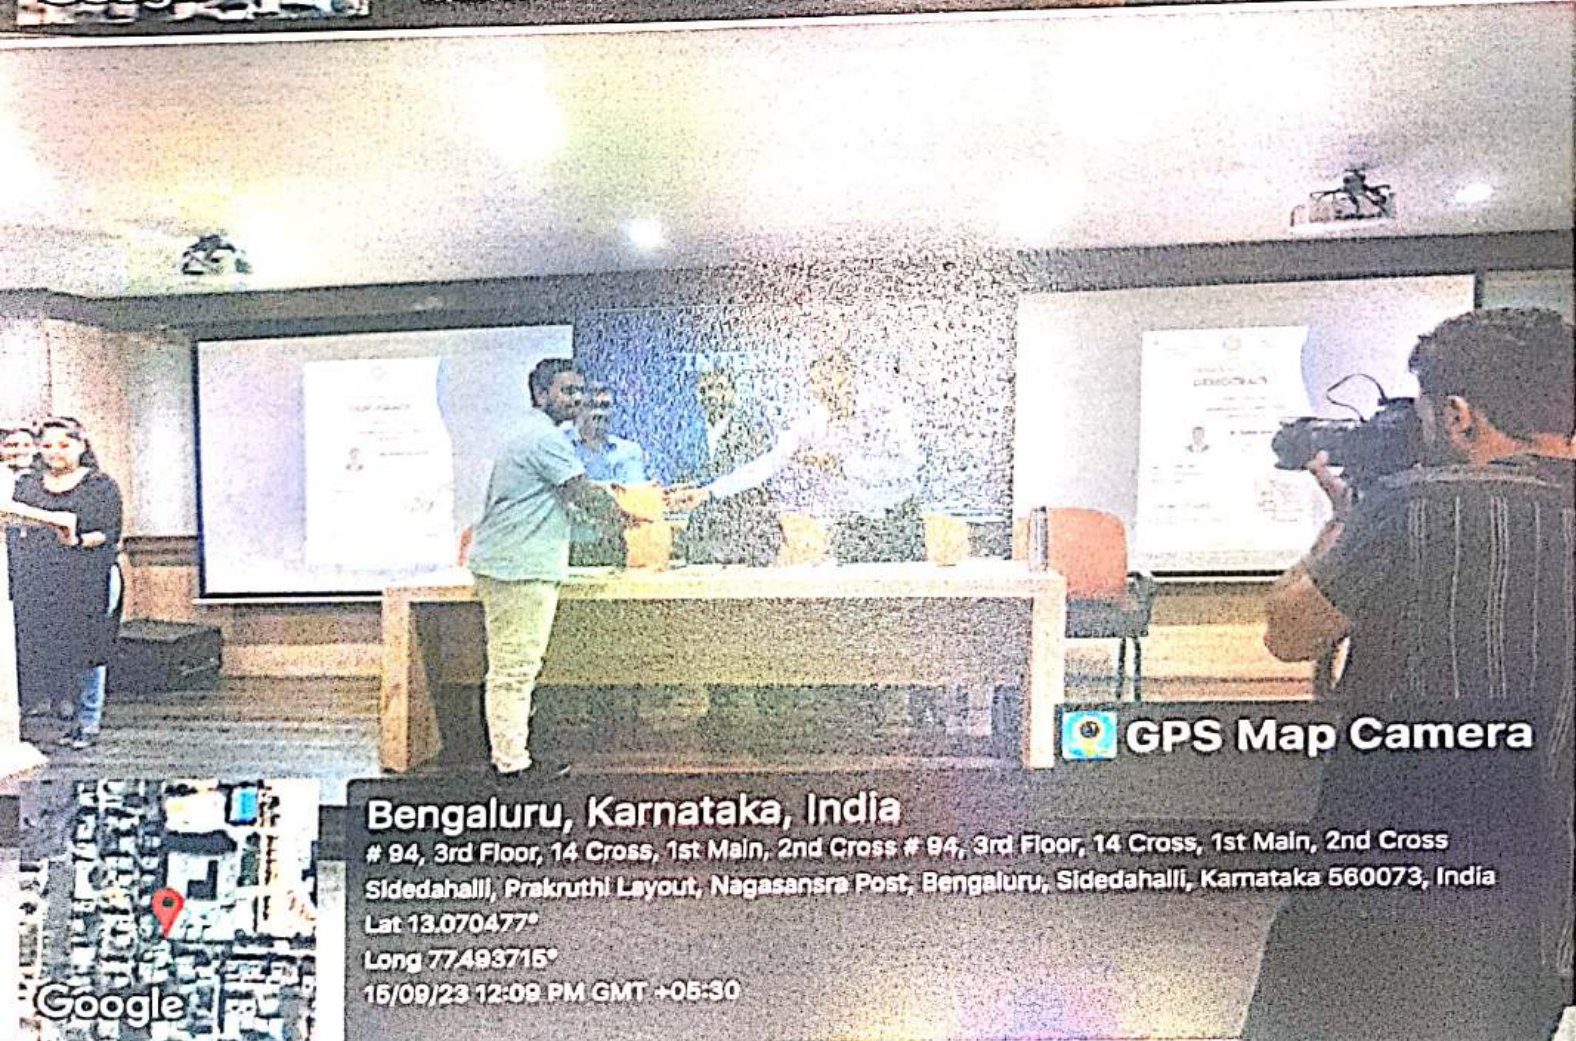 GPS Map Camera
Bengaluru, Karnataka, India
# 94, 3rd Floor, 14 Cross, 1st Main, 2nd Cross # 94, 3rd Floor, 14 Cross, 1st Main, 2nd Cross
Sidedahalli, Prakruthi Layout, Nagasansra Post, Bengaluru, Sidedahalli, Karnataka 560073, India
Lat 13.070477°
Long 77.493715°
15/09/23 12:09 PM GMT +05:30
Google